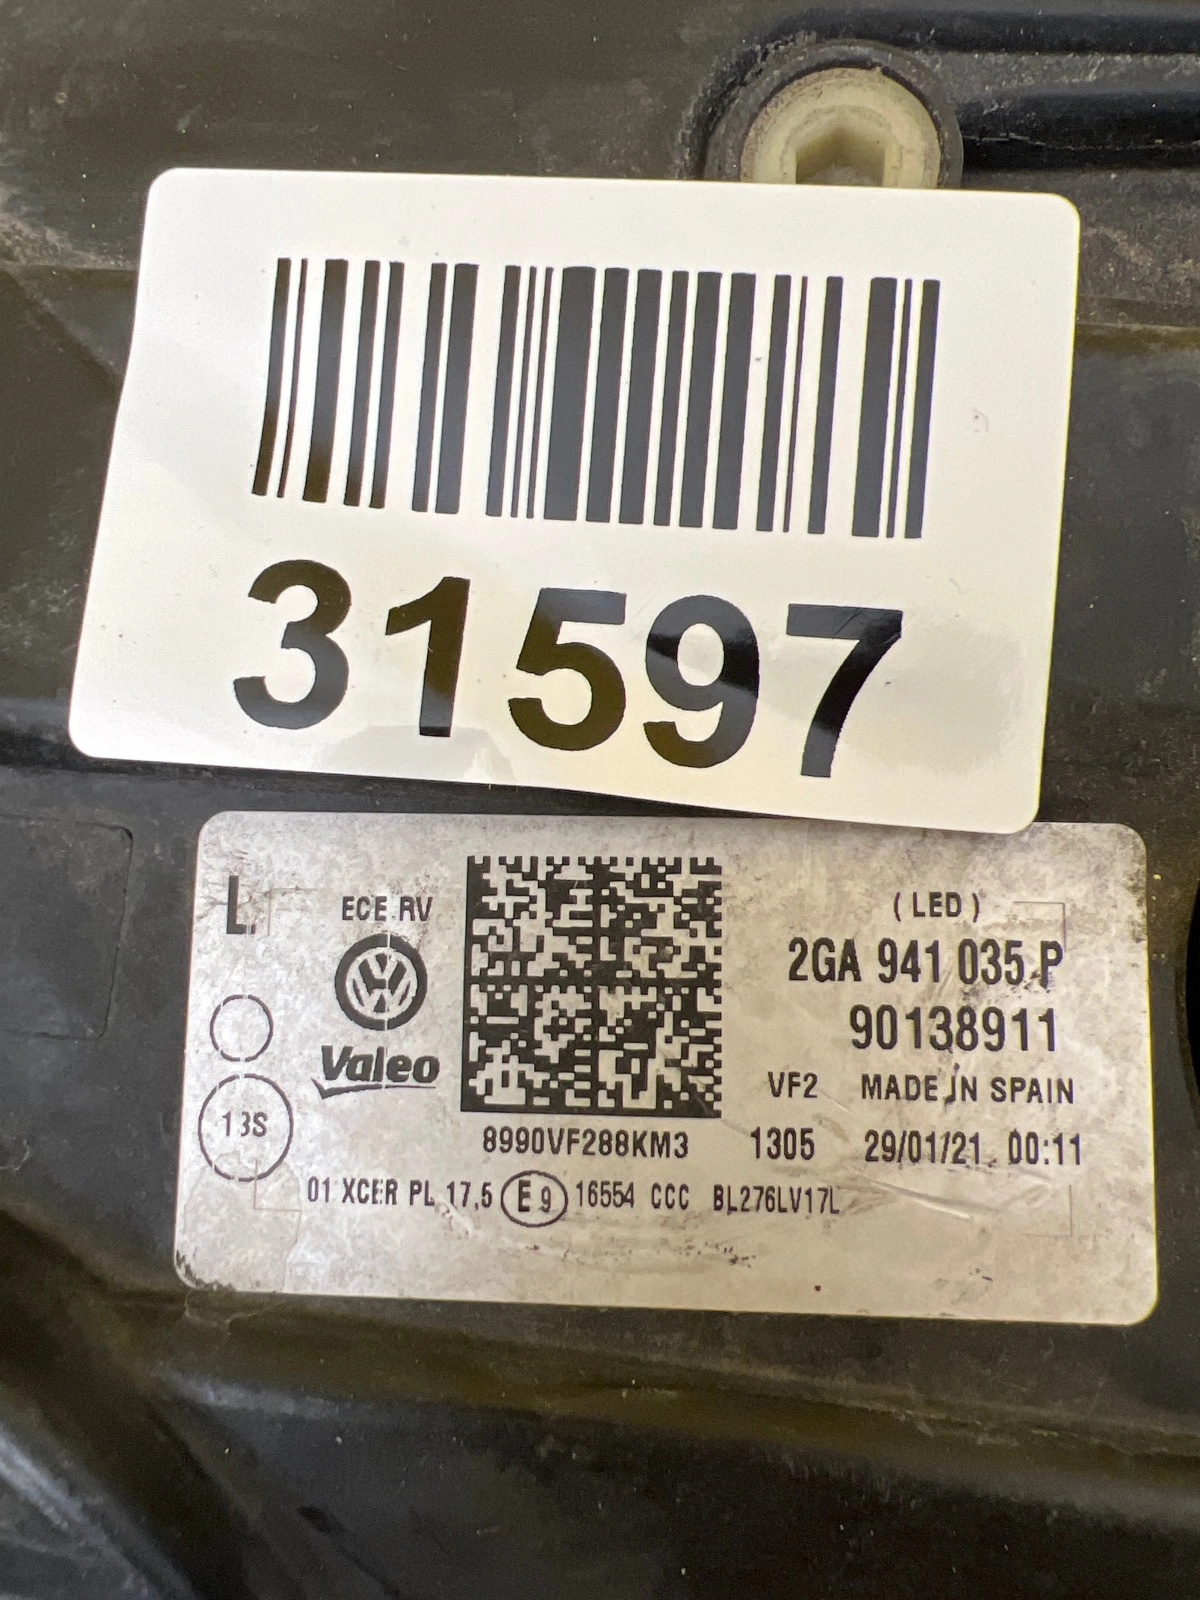 31597
L
ECE RV
(LED)
2GA 941 035 P
90138911
Valeo
VF2 MADE IN SPAIN
13S
8990VF288KM3 1305 29/01/21 00:11
01 XCER PL 17,5 E9 16554 CCC BL276LV17L